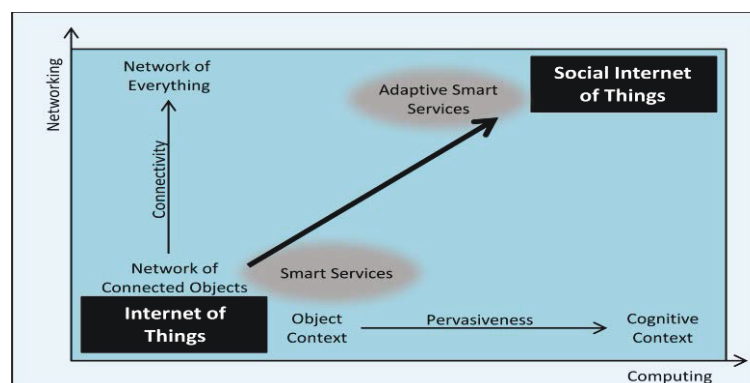 Networking
Network of
Everything
Connectivity
Network of
Connected Objects
Internet of
Things
Adaptive Smart
Services
Social Internet
of Things
Smart Services
Object
Context
Pervasiveness
Cognitive
Context
Computing